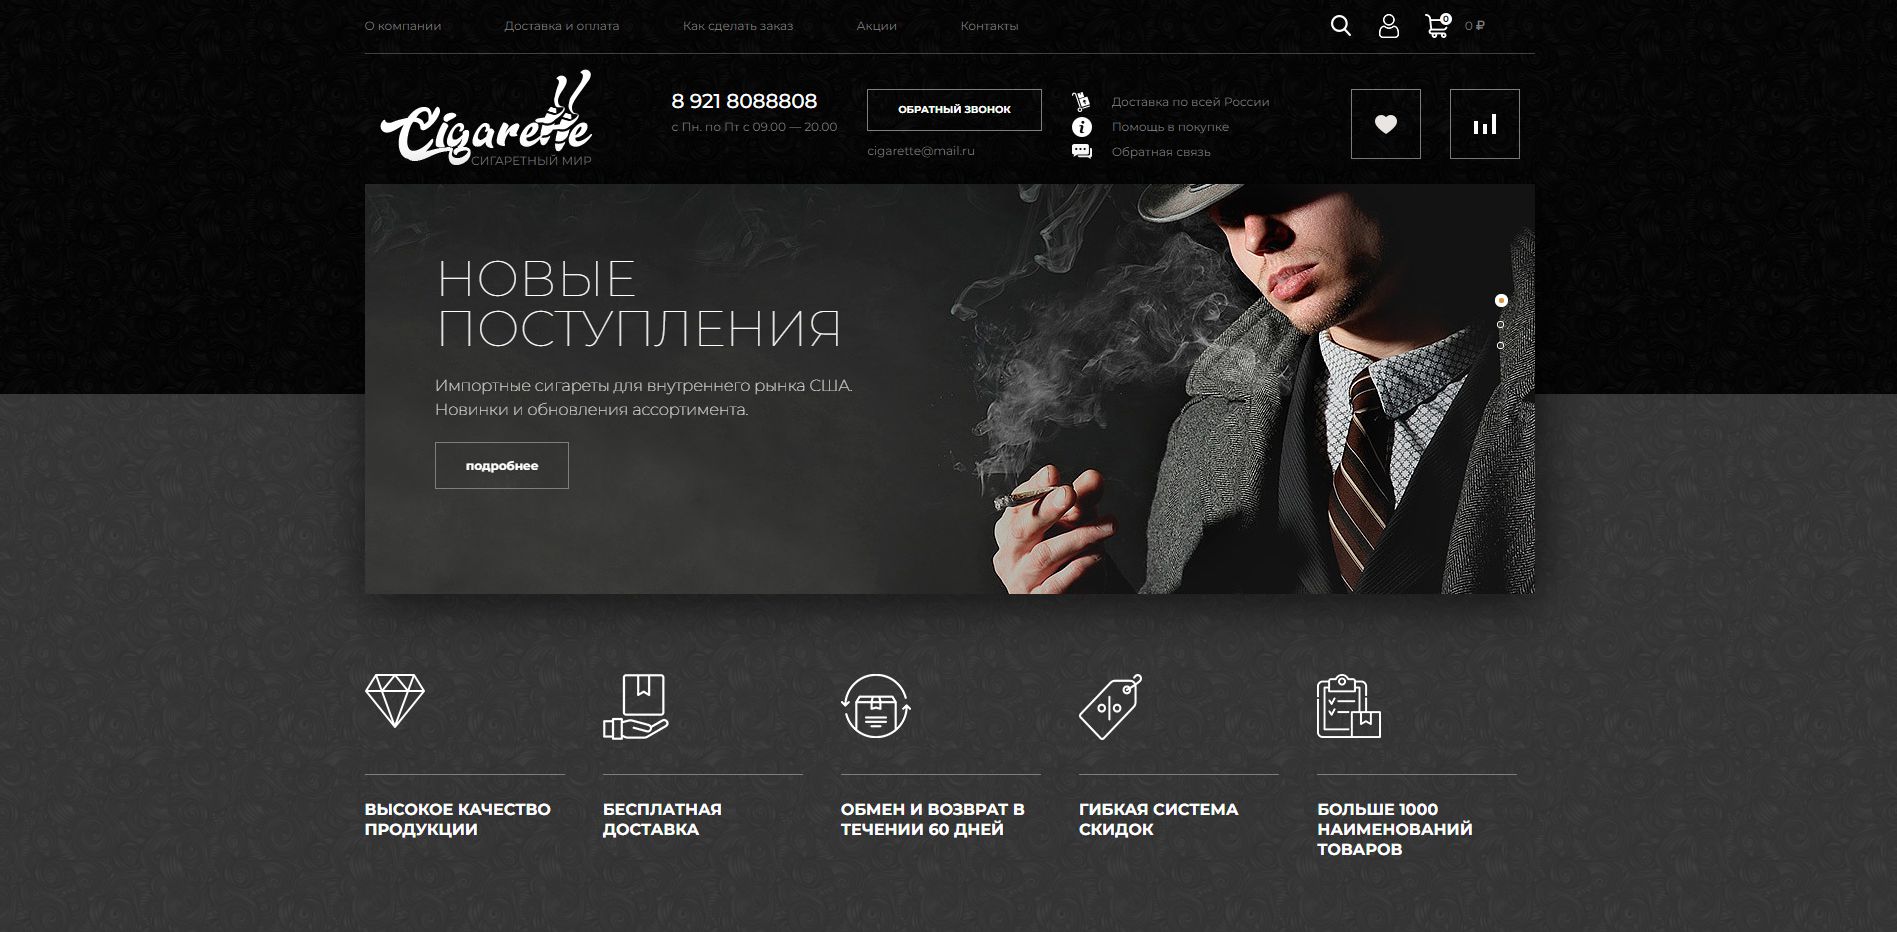 О компании
Доставка и оплата
Как сделать заказ
Акции
Контакты
0
0 ₽
Cigarette
СИГАРЕТНЫЙ МИР
8 921 8088808
с Пн. по Пт с 09.00 — 20.00
ОБРАТНЫЙ ЗВОНОК
cigarette@mail.ru
Доставка по всей России
Помощь в покупке
Обратная связь
НОВЫЕ
ПОСТУПЛЕНИЯ
Импортные сигареты для внутреннего рынка США.
Новинки и обновления ассортимента.
подробнее
ВЫСОКОЕ КАЧЕСТВО
ПРОДУКЦИИ
БЕСПЛАТНАЯ
ДОСТАВКА
ОБМЕН И ВОЗВРАТ В
ТЕЧЕНИИ 60 ДНЕЙ
ГИБКАЯ СИСТЕМА
СКИДОК
БОЛЬШЕ 1000
НАИМЕНОВАНИЙ
ТОВАРОВ